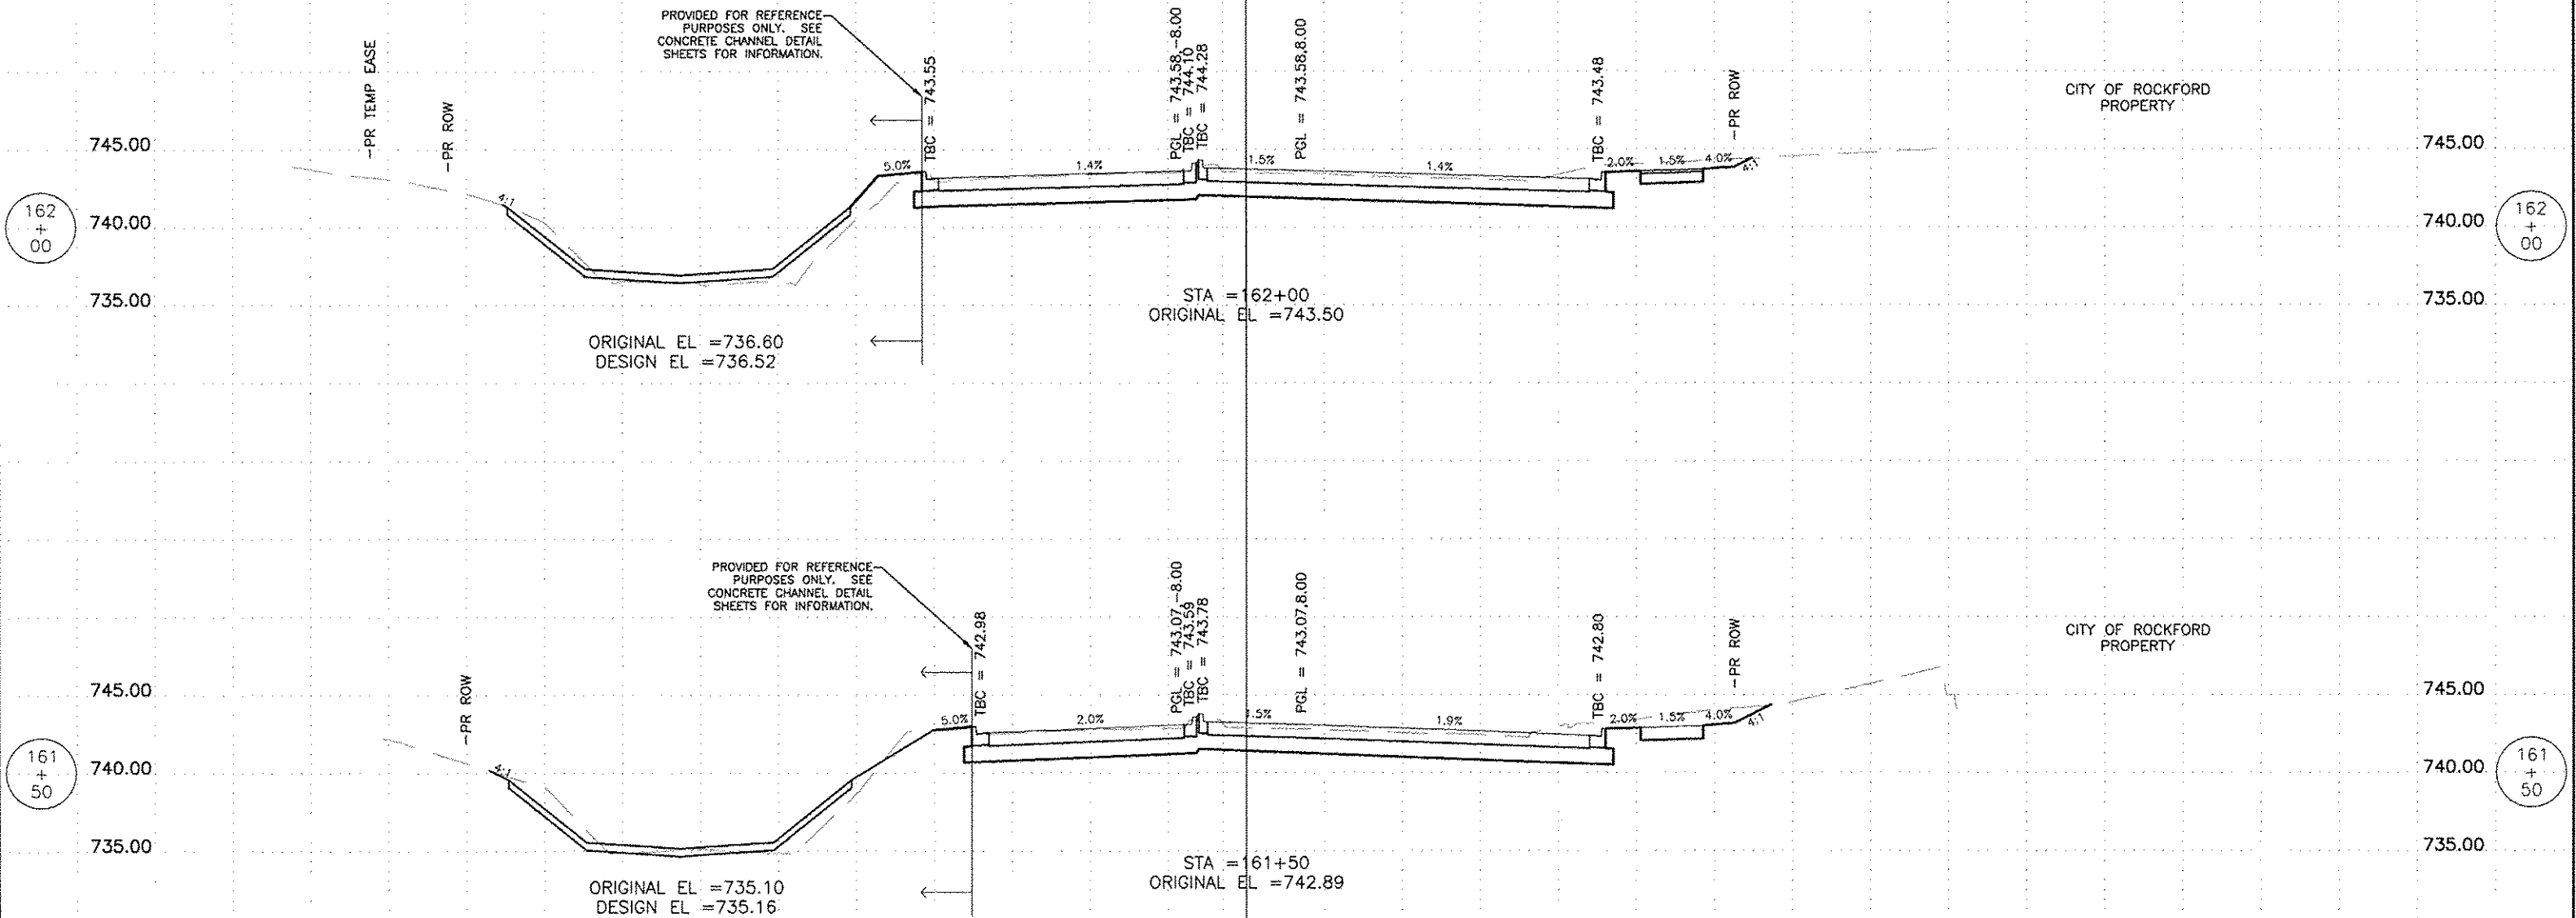 PROVIDED FOR REFERENCE
PURPOSES ONLY. SEE
CONCRETE CHANNEL DETAIL
SHEETS FOR INFORMATION.
-PR TEMP EASE
-PR ROW
TBC = 743.55
PGL = 743.58,-8.00
TBC = 744.10
TBC = 744.28
PGL = 743.58,8.00
TBC = 743.48
-PR ROW
CITY OF ROCKFORD
PROPERTY
745.00
745.00
4:1
5.0%
1.4%
1.5%
1.4%
2.0%
1.5%
4.0%
4:1
162
+
00
740.00
740.00
162
+
00
735.00
735.00
STA =162+00
ORIGINAL EL =743.50
ORIGINAL EL =736.60
DESIGN EL =736.52
PROVIDED FOR REFERENCE
PURPOSES ONLY. SEE
CONCRETE CHANNEL DETAIL
SHEETS FOR INFORMATION.
-PR ROW
TBC = 742.98
PGL = 743.07,-8.00
TBC = 743.59
TBC = 743.78
PGL = 743.07,8.00
TBC = 742.80
-PR ROW
CITY OF ROCKFORD
PROPERTY
745.00
745.00
4:1
5.0%
2.0%
1.5%
1.9%
2.0%
1.5%
4.0%
4:1
161
+
50
740.00
740.00
161
+
50
735.00
735.00
STA =161+50
ORIGINAL EL =742.89
ORIGINAL EL =735.10
DESIGN EL =735.16